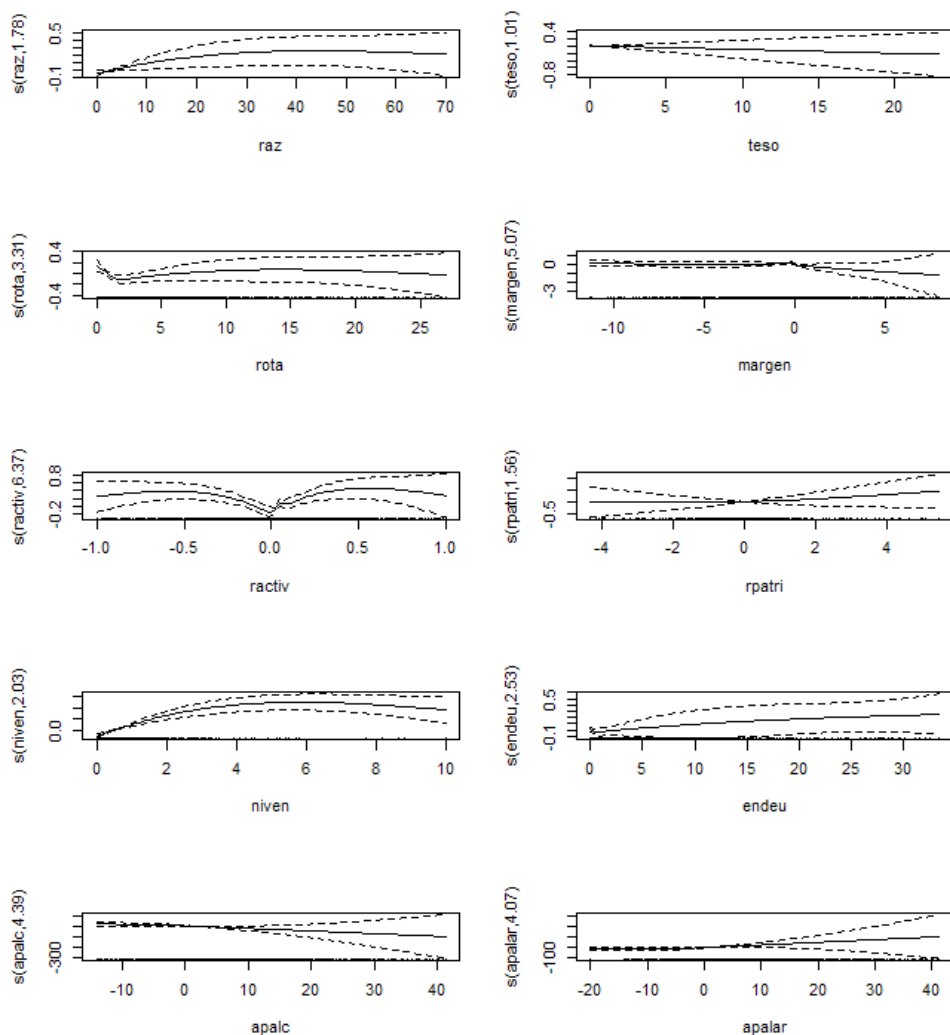 s(raz,1.78)
0.5
-0.1
0 10 20 30 40 50 60 70
raz
s(teso,1.01)
0.4
-0.8
0 5 10 15 20
teso
s(rota,3.31)
0.4
-0.4
0 5 10 15 20 25
rota
s(margen,5.07)
0
-3
-10 -5 0 5
margen
s(ractiv,6.37)
0.8
-0.2
-1.0 -0.5 0.0 0.5 1.0
ractiv
s(rpatri,1.56)
-0.5
-4 -2 0 2 4
rpatri
s(niven,2.03)
0.0
0 2 4 6 8 10
niven
s(endeu,2.53)
0.5
-0.1
0 5 10 15 20 25 30
endeu
s(apalc,4.39)
-300
-10 0 10 20 30 40
apalc
s(apalar,4.07)
-100
-20 -10 0 10 20 30 40
apalar